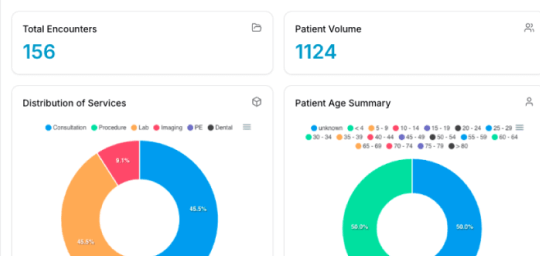 Total Encounters
156
Patient Volume
1124
Distribution of Services
Consultation Procedure Lab Imaging PE Dental
9.1%
45.5%
45.5%
Patient Age Summary
unknown < 4 5 - 9 10 - 14 15 - 19 20 - 24 25 - 29
30 - 34 35 - 39 40 - 44 45 - 49 50 - 54 55 - 59 60 - 64
65 - 69 70 - 74 75 - 79 > 80
50.0%
50.0%